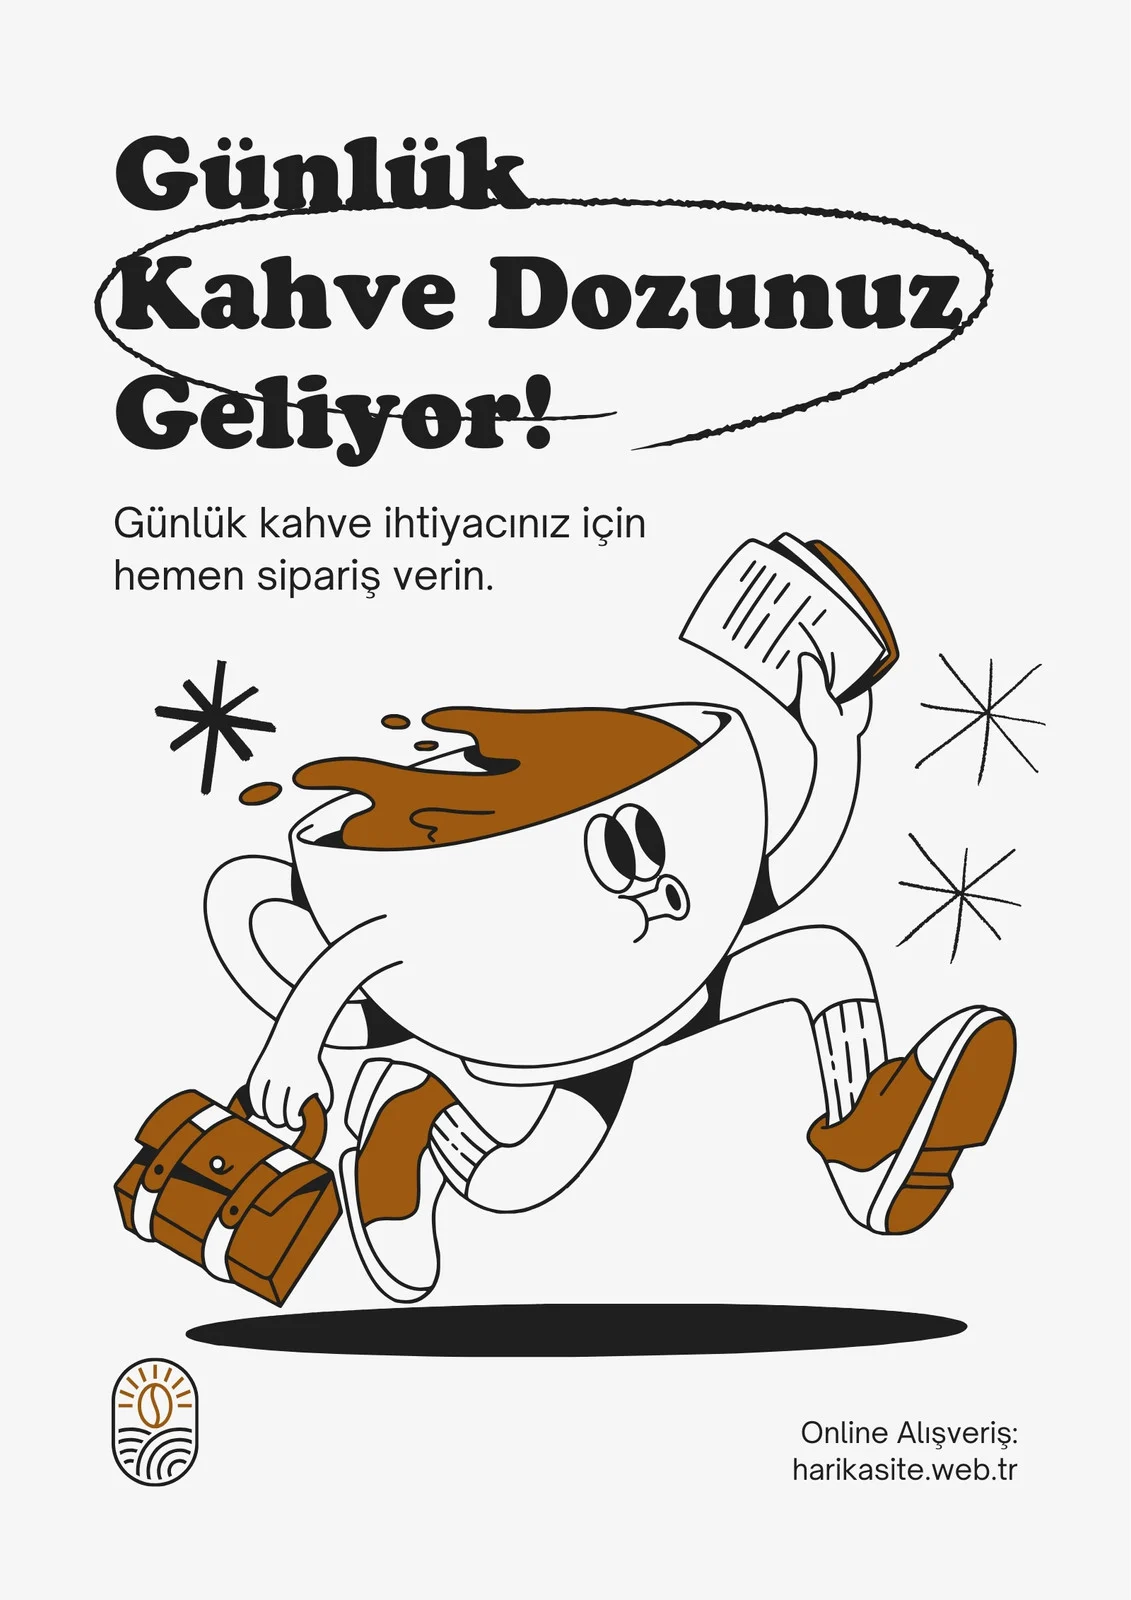 Günlük
Kahve Dozunuz
Geliyor!
Günlük kahve ihtiyacınız için
hemen sipariş verin.
Online Alışveriş:
harikasite.web.tr